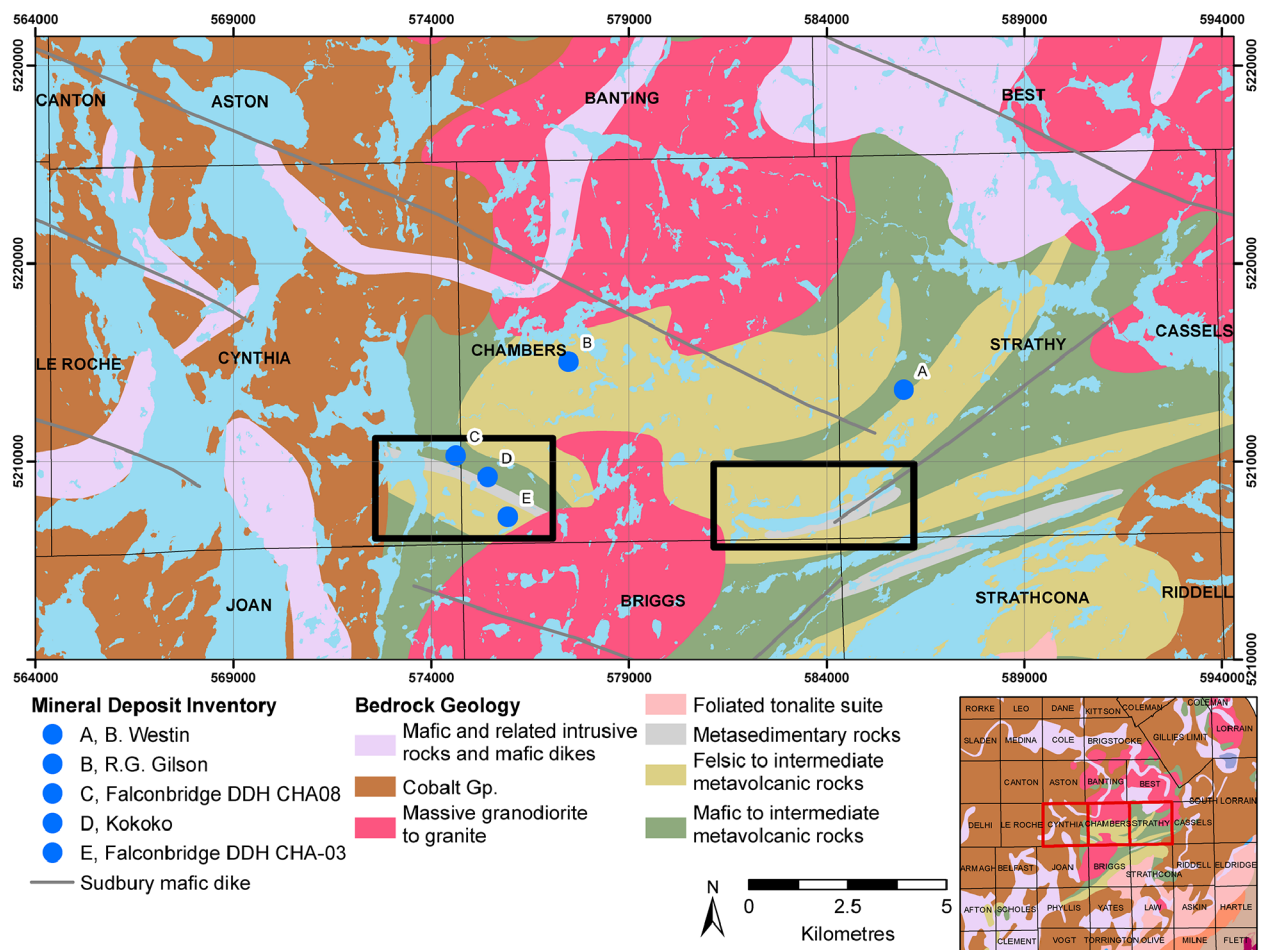 564000 569000 574000 579000 584000 589000 594000
5220000 5220000
CANTON ASTON BANTING BEST
5220000 5220000
LE ROCHE CYNTHIA CHAMBERS B STRATHY CASSELS
A
C
D
E
5210000 5210000
JOAN BRIGGS STRATHCONA RIDDELL
5210000
564000 569000 574000 579000 584000 589000 594000
Mineral Deposit Inventory
A, B. Westin
B, R.G. Gilson
C, Falconbridge DDH CHA08
D, Kokoko
E, Falconbridge DDH CHA-03
Sudbury mafic dike
Bedrock Geology
Mafic and related intrusive
rocks and mafic dikes
Cobalt Gp.
Massive granodiorite
to granite
Foliated tonalite suite
Metasedimentary rocks
Felsic to intermediate
metavolcanic rocks
Mafic to intermediate
metavolcanic rocks
N
0 2.5 5
Kilometres
RORKE LEO DANE KITTSON COLEMAN COLEMAN
SLADEN MEDINA COLE BRIGSTOCKE GILLIES LIMIT LORRAIN
CANTON ASTON BANTING BEST SOUTH LORRAIN
DELHI LE ROCHE CYNTHIA CHAMBERS STRATHY CASSELS
ARMAGH BELFAST JOAN BRIGGS STRATHCONA RIDDELL ELDRIDGE
AFTON SCHOLES PHYLLIS YATES LAW ASKIN HARTLE
CLEMENT VOGT TORRINGTON OLIVE MILNE FLETT